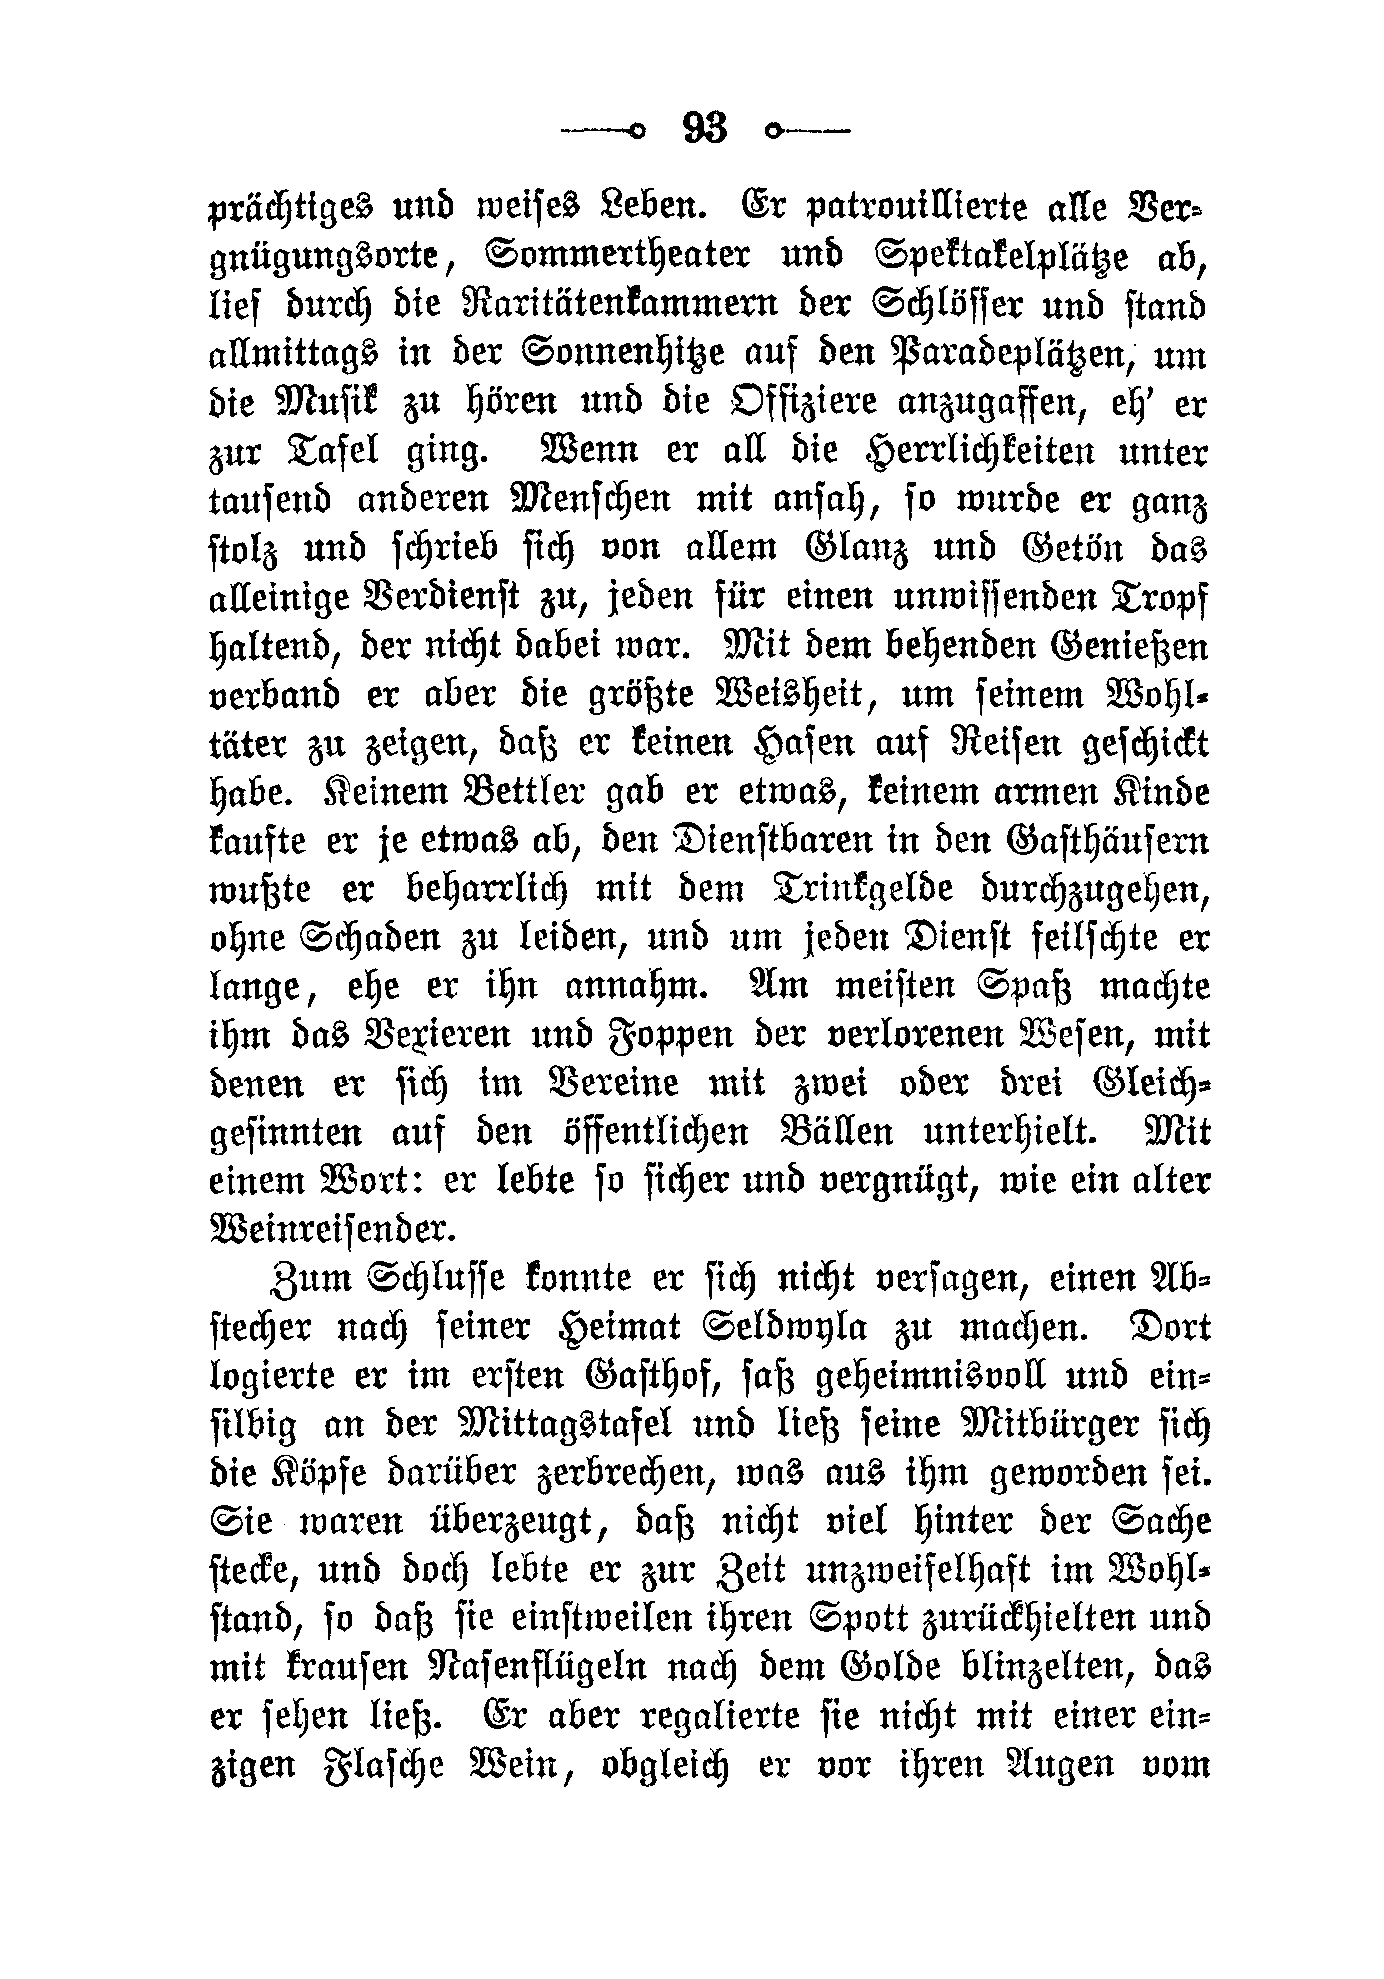 93
prächtiges und weises Leben. Er patrouillierte alle Ver-
gnügungsorte, Sommertheater und Spektakelplätze ab,
lief durch die Raritätenkammern der Schlösser und stand
allmittags in der Sonnenhitze auf den Paradeplätzen, um
die Musik zu hören und die Offiziere anzugaffen, eh' er
zur Tafel ging. Wenn er all die Herrlichkeiten unter
tausend anderen Menschen mit ansah, so wurde er ganz
stolz und schrieb sich von allem Glanz und Getön das
alleinige Verdienst zu, jeden für einen unwissenden Tropf
haltend, der nicht dabei war. Mit dem behenden Genießen
verband er aber die größte Weisheit, um seinem Wohl-
täter zu zeigen, daß er keinen Hasen auf Reisen geschickt
habe. Keinem Bettler gab er etwas, keinem armen Kinde
kaufte er je etwas ab, den Dienstbaren in den Gasthäusern
wußte er beharrlich mit dem Trinkgelde durchzugehen,
ohne Schaden zu leiden, und um jeden Dienst feilschte er
lange, ehe er ihn annahm. Am meisten Spaß machte
ihm das Vexieren und Foppen der verlorenen Wesen, mit
denen er sich im Vereine mit zwei oder drei Gleich-
gesinnten auf den öffentlichen Bällen unterhielt. Mit
einem Wort: er lebte so sicher und vergnügt, wie ein alter
Weinreisender.
Zum Schlusse konnte er sich nicht versagen, einen Ab-
stecher nach seiner Heimat Seldwyla zu machen. Dort
logierte er im ersten Gasthof, saß geheimnisvoll und ein-
silbig an der Mittagstafel und ließ seine Mitbürger sich
die Köpfe darüber zerbrechen, was aus ihm geworden sei.
Sie waren überzeugt, daß nicht viel hinter der Sache
stecke, und doch lebte er zur Zeit unzweifelhaft im Wohl-
stand, so daß sie einstweilen ihren Spott zurückhielten und
mit krausen Nasenflügeln nach dem Golde blinzelten, das
er sehen ließ. Er aber regalierte sie nicht mit einer ein-
zigen Flasche Wein, obgleich er vor ihren Augen vom